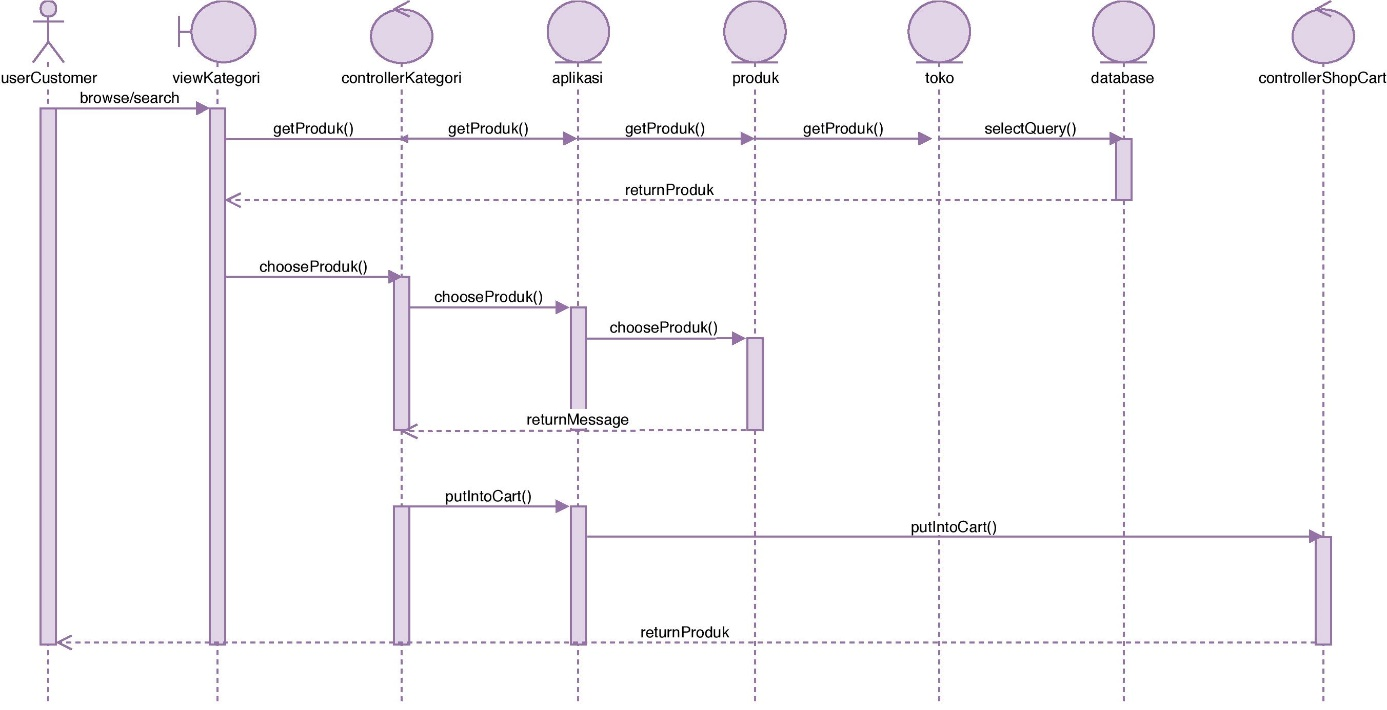 userCustomer
viewKategori
controllerKategori
aplikasi
produk
toko
database
controllerShopCart
browse/search
getProduk()
getProduk()
getProduk()
getProduk()
selectQuery()
returnProduk
chooseProduk()
chooseProduk()
chooseProduk()
returnMessage
putIntoCart()
putIntoCart()
returnProduk